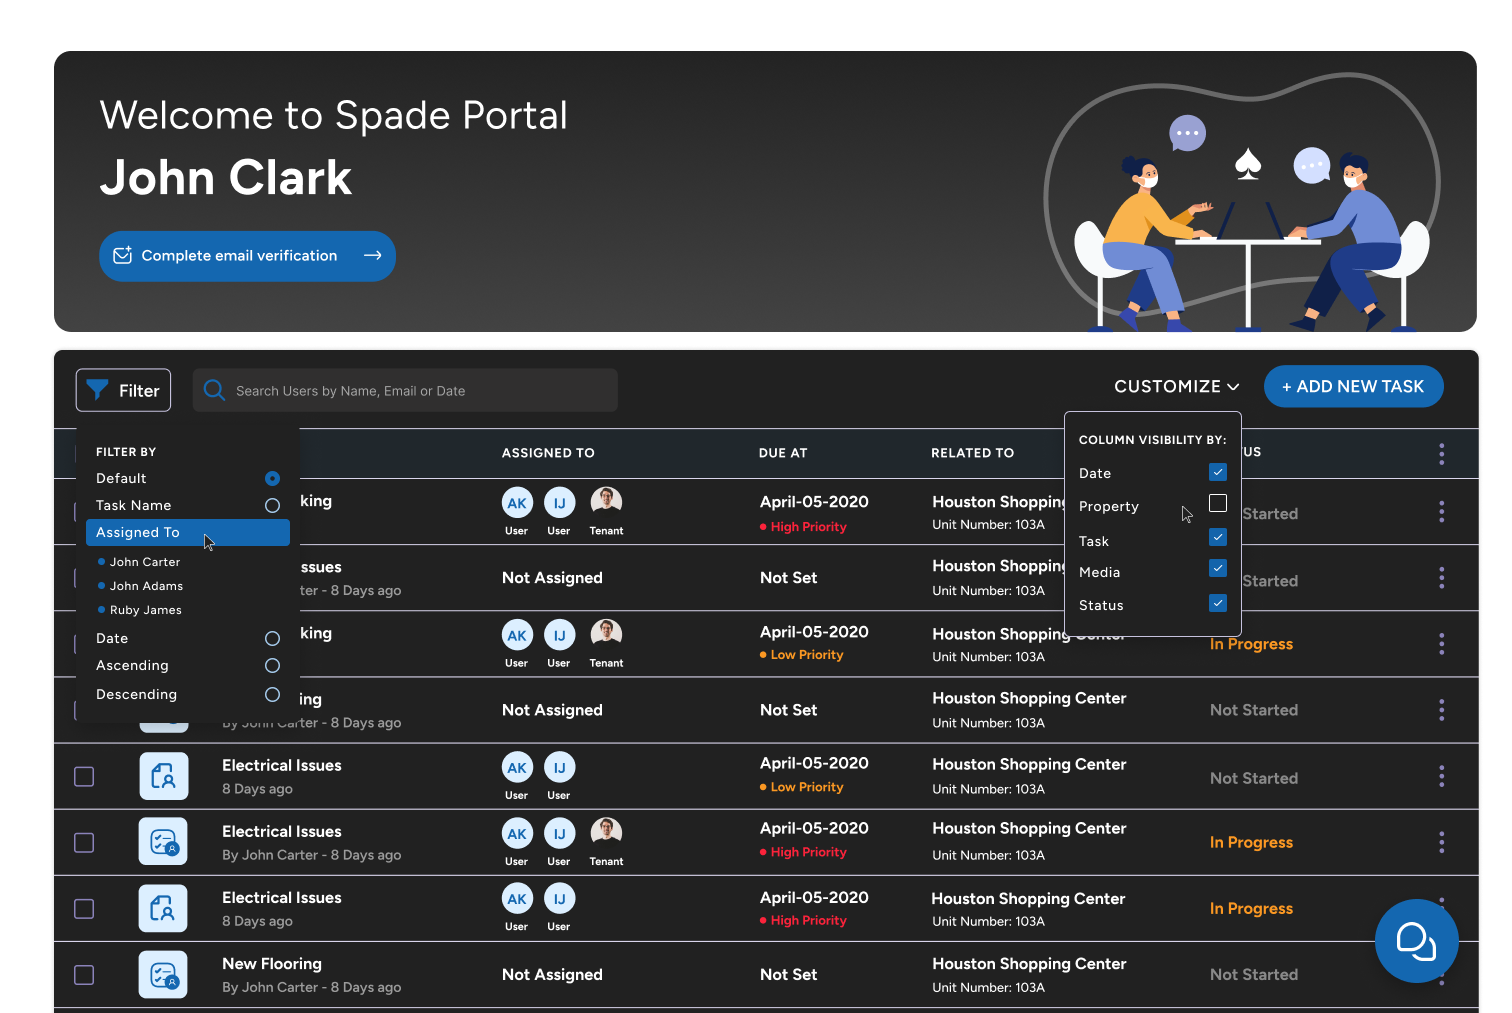 Welcome to Spade Portal
John Clark
Complete email verification
Filter
Search Users by Name, Email or Date
CUSTOMIZE
+ ADD NEW TASK
FILTER BY
Default
Task Name
Assigned To
John Carter
John Adams
Ruby James
Date
Ascending
Descending
COLUMN VISIBILITY BY:
Date
Property
Task
Media
Status
ASSIGNED TO DUE AT RELATED TO US
king
AK IJ
User User Tenant
April-05-2020
High Priority
Houston Shopping
Unit Number: 103A
Started
ssues
ter - 8 Days ago
Not Assigned
Not Set
Houston Shopping
Unit Number: 103A
Started
king
AK IJ
User User Tenant
April-05-2020
Low Priority
Houston Shopping Center
Unit Number: 103A
In Progress
ing
By John Carter - 8 Days ago
Not Assigned
Not Set
Houston Shopping Center
Unit Number: 103A
Not Started
Electrical Issues
8 Days ago
AK IJ
User User
April-05-2020
Low Priority
Houston Shopping Center
Unit Number: 103A
Not Started
Electrical Issues
By John Carter - 8 Days ago
AK IJ
User User Tenant
April-05-2020
High Priority
Houston Shopping Center
Unit Number: 103A
In Progress
Electrical Issues
8 Days ago
AK IJ
User User
April-05-2020
High Priority
Houston Shopping Center
Unit Number: 103A
In Progress
New Flooring
By John Carter - 8 Days ago
Not Assigned
Not Set
Houston Shopping Center
Unit Number: 103A
Not Started